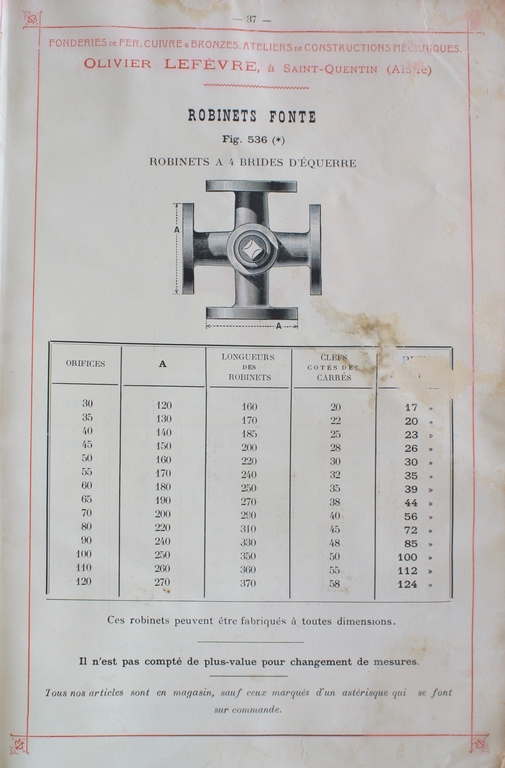 — 37 —
FONDERIES DE FER, CUIVRE & BRONZES. ATELIERS DE CONSTRUCTIONS MÉCANIQUES.
OLIVIER LEFÈVRE, à SAINT-QUENTIN (Aisne)
ROBINETS FONTE
Fig. 536 (*)
ROBINETS A 4 BRIDES D'ÉQUERRE
A
A
ORIFICES A LONGUEURS DES ROBINETS CLEFS COTÉS DES CARRÉS
30 120 160 20 17 »
35 130 170 22 20 »
40 140 185 25 23 »
45 150 200 28 26 »
50 160 220 30 30 »
55 170 240 32 35 »
60 180 250 35 39 »
65 190 270 38 44 »
70 200 290 40 56 »
80 220 310 45 72 »
90 240 330 48 85 »
100 250 350 50 100 »
110 260 360 55 112 »
120 270 370 58 124 »
Ces robinets peuvent être fabriqués à toutes dimensions.
Il n'est pas compté de plus-value pour changement de mesures.
Tous nos articles sont en magasin, sauf ceux marqués d'un astérisque qui se font
sur commande.